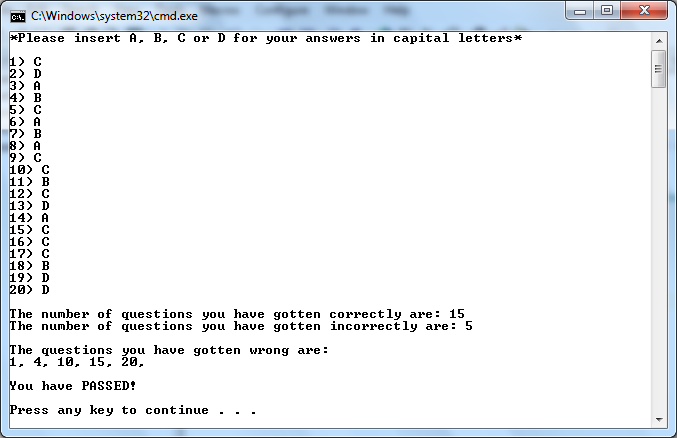 C:\Windows\system32\cmd.exe
*Please insert A, B, C or D for your answers in capital letters*
1) C
2) D
3) A
4) B
5) C
6) A
7) B
8) A
9) C
10) C
11) B
12) C
13) D
14) A
15) C
16) C
17) C
18) B
19) D
20) D
The number of questions you have gotten correctly are: 15
The number of questions you have gotten incorrectly are: 5
The questions you have gotten wrong are:
1, 4, 10, 15, 20,
You have PASSED!
Press any key to continue . . .